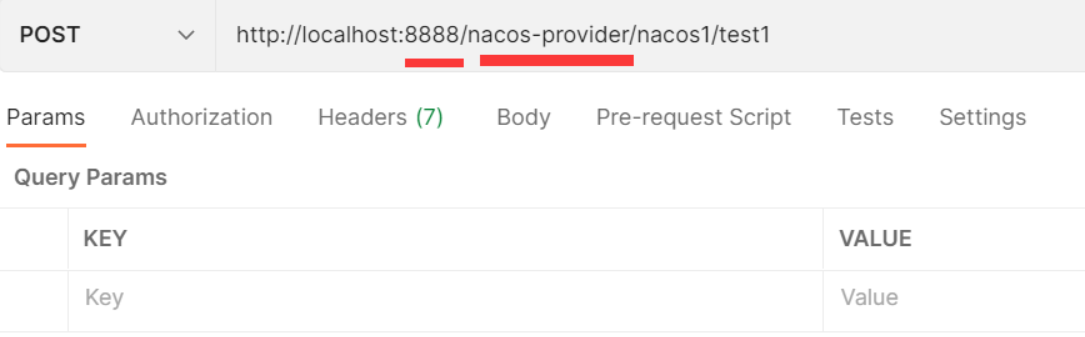 POST http://localhost:8888/nacos-provider/nacos1/test1
Params Authorization Headers (7) Body Pre-request Script Tests Settings
Query Params
KEY VALUE
Key Value